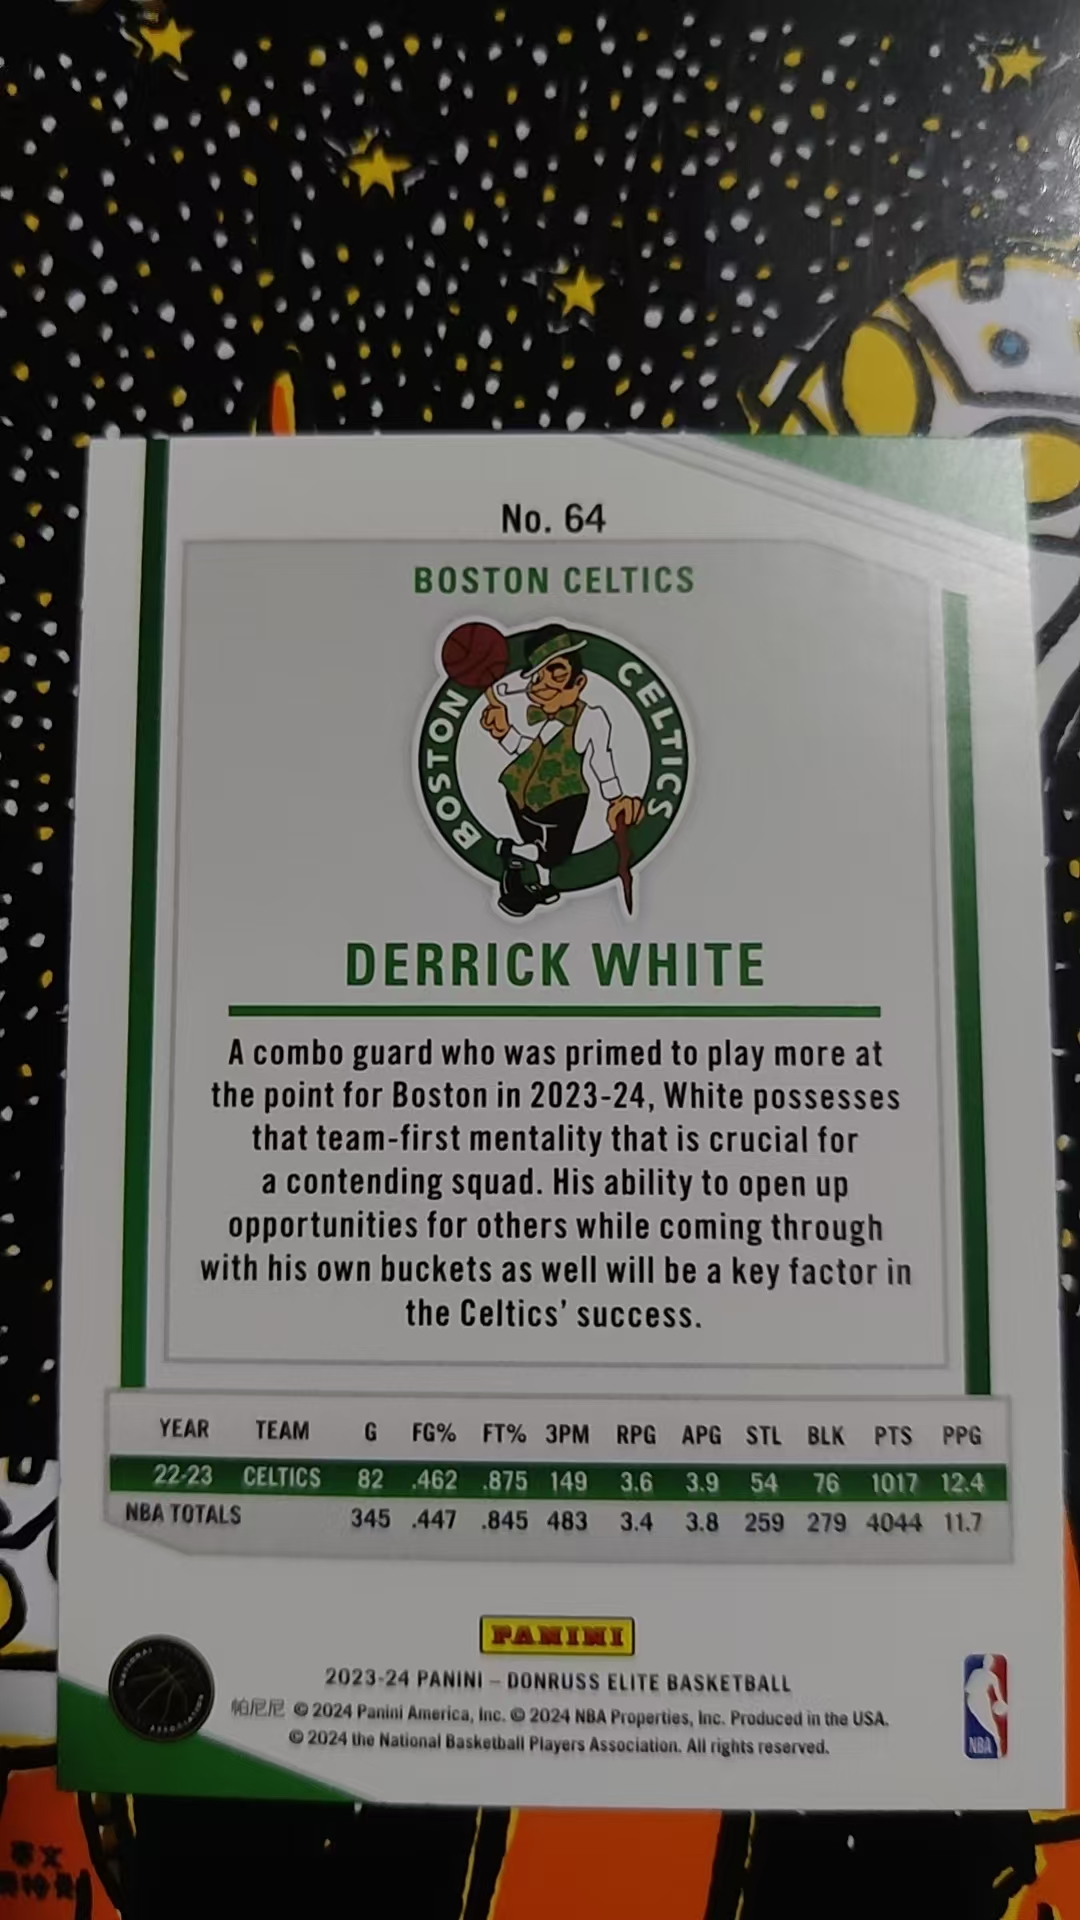 No. 64
BOSTON CELTICS
BOSTON CELTICS
DERRICK WHITE
A combo guard who was primed to play more at
the point for Boston in 2023-24, White possesses
that team-first mentality that is crucial for
a contending squad. His ability to open up
opportunities for others while coming through
with his own buckets as well will be a key factor in
the Celtics’ success.
YEAR TEAM G FG% FT% 3PM RPG APG STL BLK PTS PPG
22-23 CELTICS 82 .462 .875 149 3.6 3.9 54 76 1017 12.4
NBA TOTALS 345 .447 .845 483 3.4 3.8 259 279 4044 11.7
PANINI
2023-24 PANINI – DONRUSS ELITE BASKETBALL
帕尼尼 © 2024 Panini America, Inc. © 2024 NBA Properties, Inc. Produced in the USA.
© 2024 the National Basketball Players Association. All rights reserved.
NBA